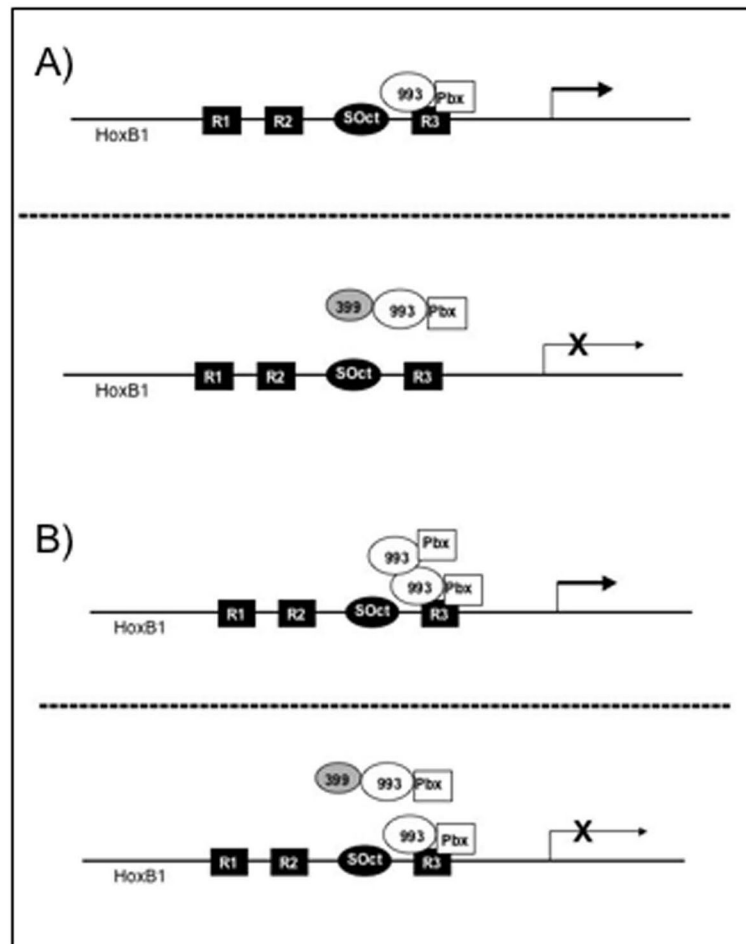 A)
993 Pbx
R1 R2 SOct R3
HoxB1
399 993 Pbx
X
R1 R2 SOct R3
HoxB1
B)
Pbx
993
993 Pbx
R1 R2 SOct R3
HoxB1
399 993 Pbx
993 Pbx
X
R1 R2 SOct R3
HoxB1